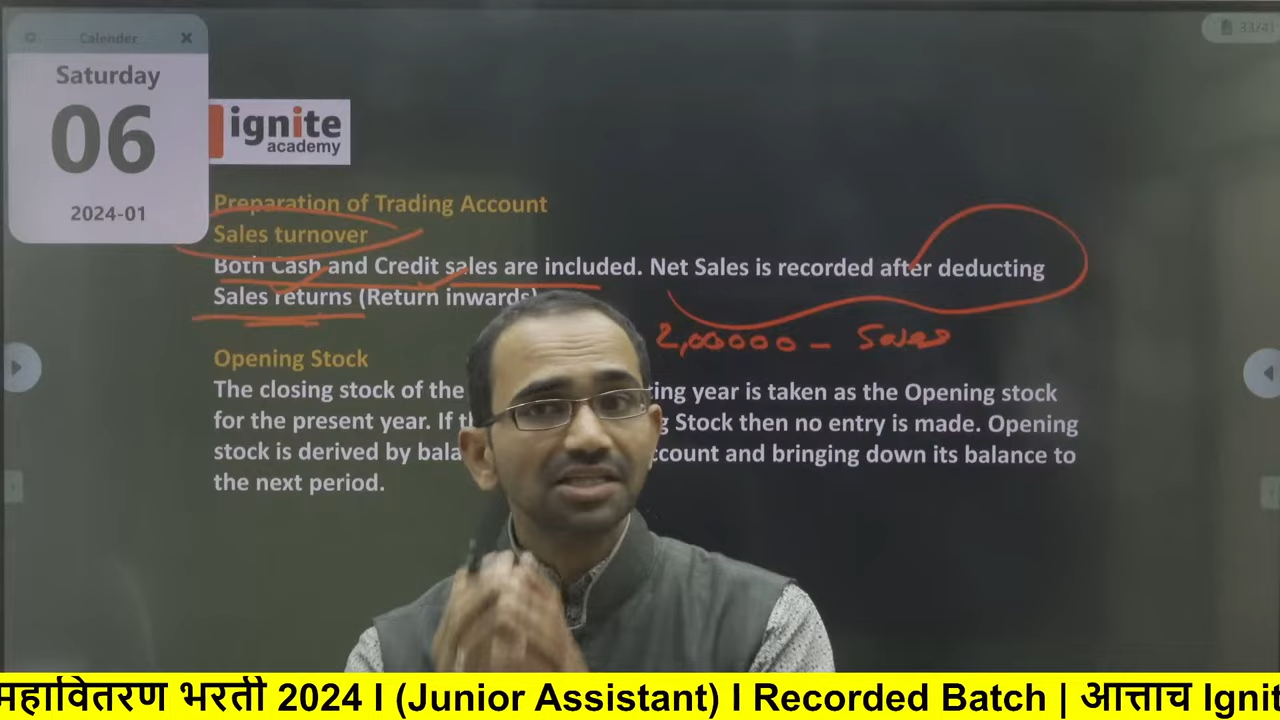 Calender
Saturday
06
2024-01
33/41
ignite
academy
Preparation of Trading Account
Sales turnover
Both Cash and Credit sales are included. Net Sales is recorded after deducting
Sales returns (Return inwards)
2,00000 - Sales
Opening Stock
The closing stock of the ting year is taken as the Opening stock
for the present year. If th g Stock then no entry is made. Opening
stock is derived by bala ccount and bringing down its balance to
the next period.
महावितरण भरती 2024 I (Junior Assistant) I Recorded Batch | आत्ताच Ignit